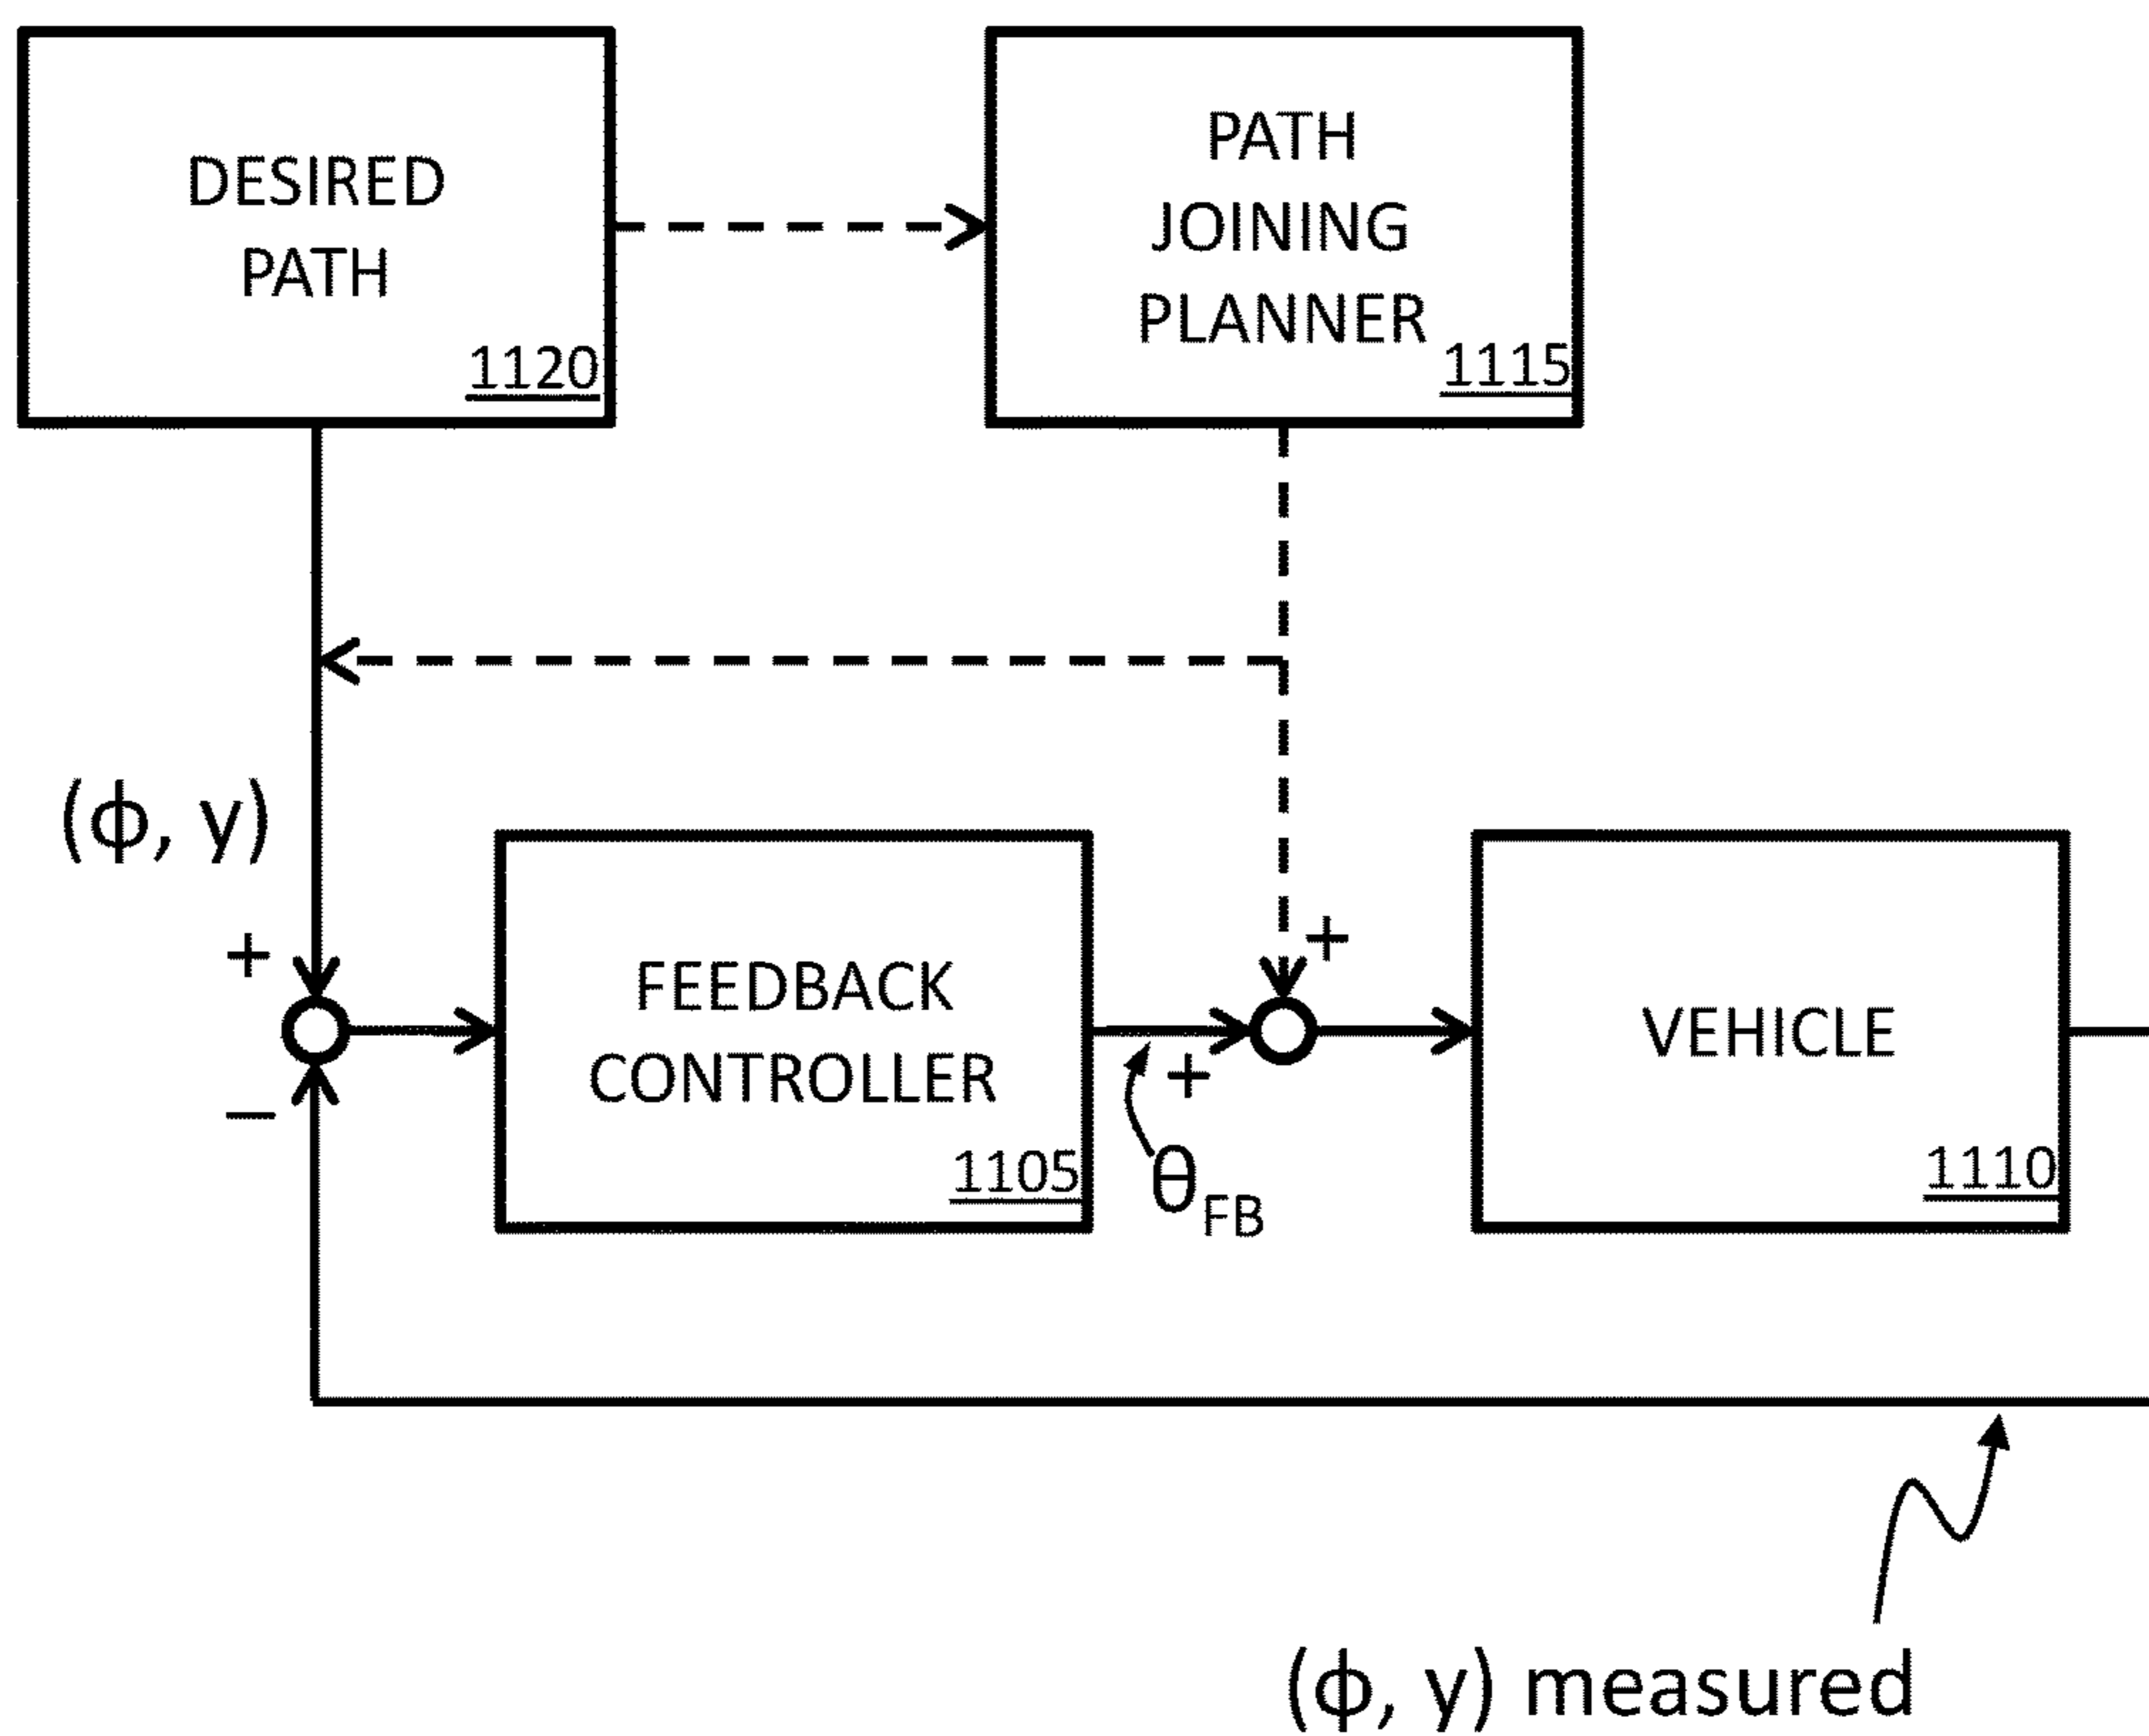 DESIRED
PATH
1120
PATH
JOINING
PLANNER
1115
(ϕ, y)
+
−
FEEDBACK
CONTROLLER
1105
+
+
θFB
VEHICLE
1110
(ϕ, y) measured